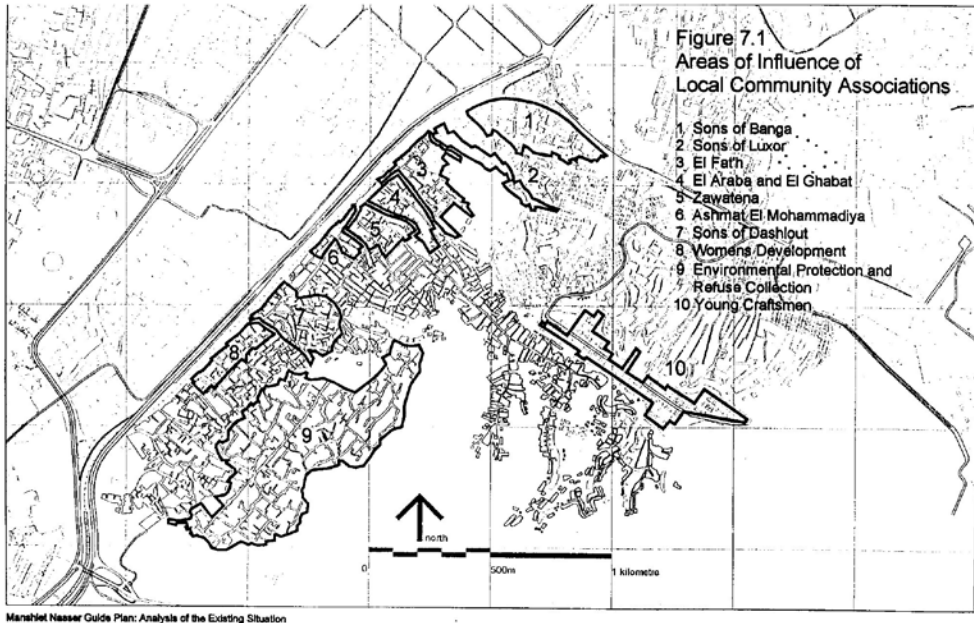 Figure 7.1
Areas of Influence of
Local Community Associations
1 Sons of Banga
2 Sons of Luxor
3 El Fat'h
4 El Araba and El Ghabat
5 Zawatena
6 Ashmat El Mohammadiya
7 Sons of Dashlout
8 Womens Development
9 Environmental Protection and
Refuse Collection
10 Young Craftsmen
1
2
3
4
5
6
8
9
10
north
0
500m
1 kilometre
Manshiet Nasser Guide Plan: Analysis of the Existing Situation